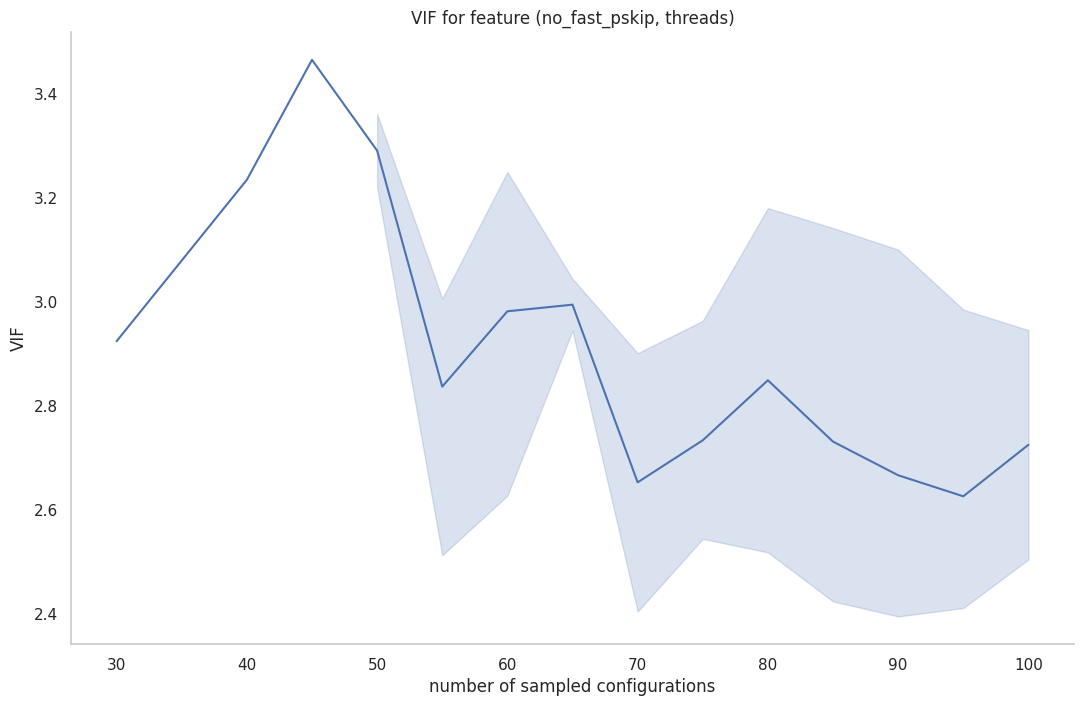 VIF for feature (no_fast_pskip, threads)
VIF
3.4
3.2
3.0
2.8
2.6
2.4
30 40 50 60 70 80 90 100
number of sampled configurations